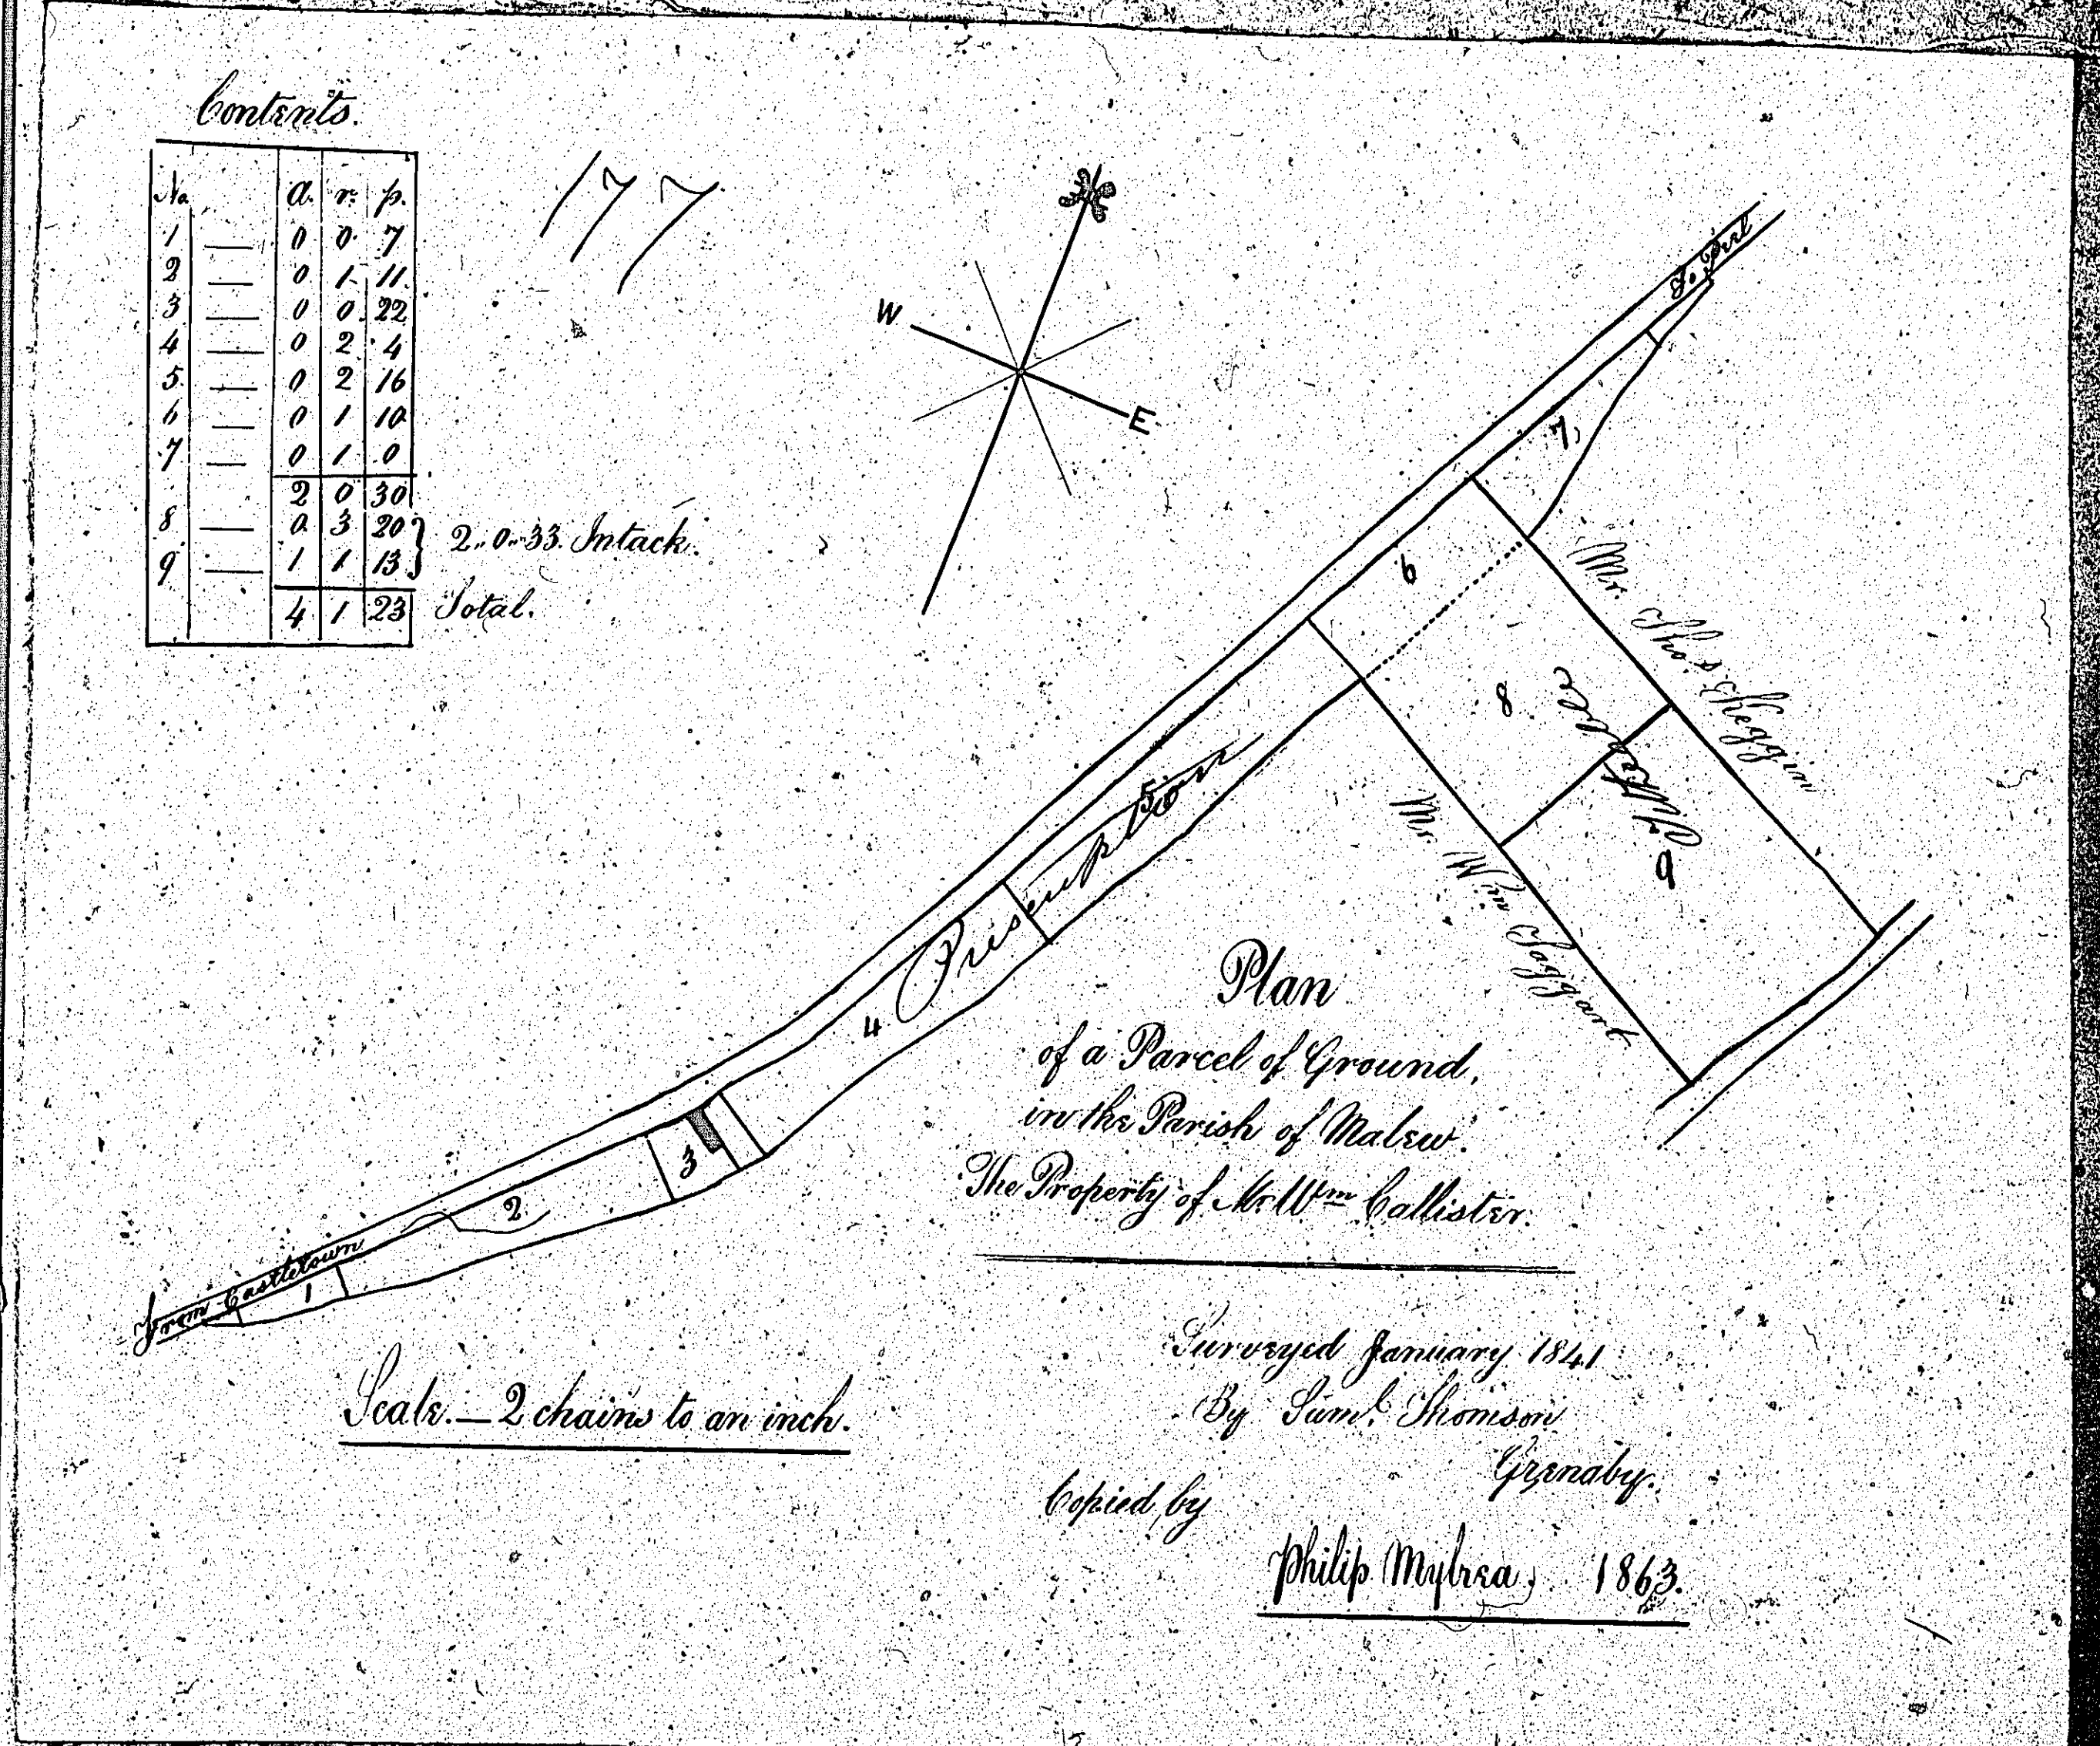 Contents.
177
No. a. r. p.
1 — 0 0 7
2 — 0 1 11
3 — 0 0 22
4 — 0 2 4
5 — 0 2 16
6 — 0 1 10
7 — 0 1 0
2 0 30
8 — 0 3 20 } 2..0..33. Intack.
9 — 1 1 13
4 1 23 Total.
W
E
To Peel
7
6
Mr. Thos. Keggin
8
9
Mr. Wm Taggart
5
4
3
2
1
From Castletown
Plan
of a Parcel of Ground,
in the Parish of Malew.
The Property of Mr. Wm Callister.
Scale. — 2 chains to an inch.
Surveyed January 1841
By Saml. Thomson
Grenaby.
Copied by
Philip Mylrea, 1863.